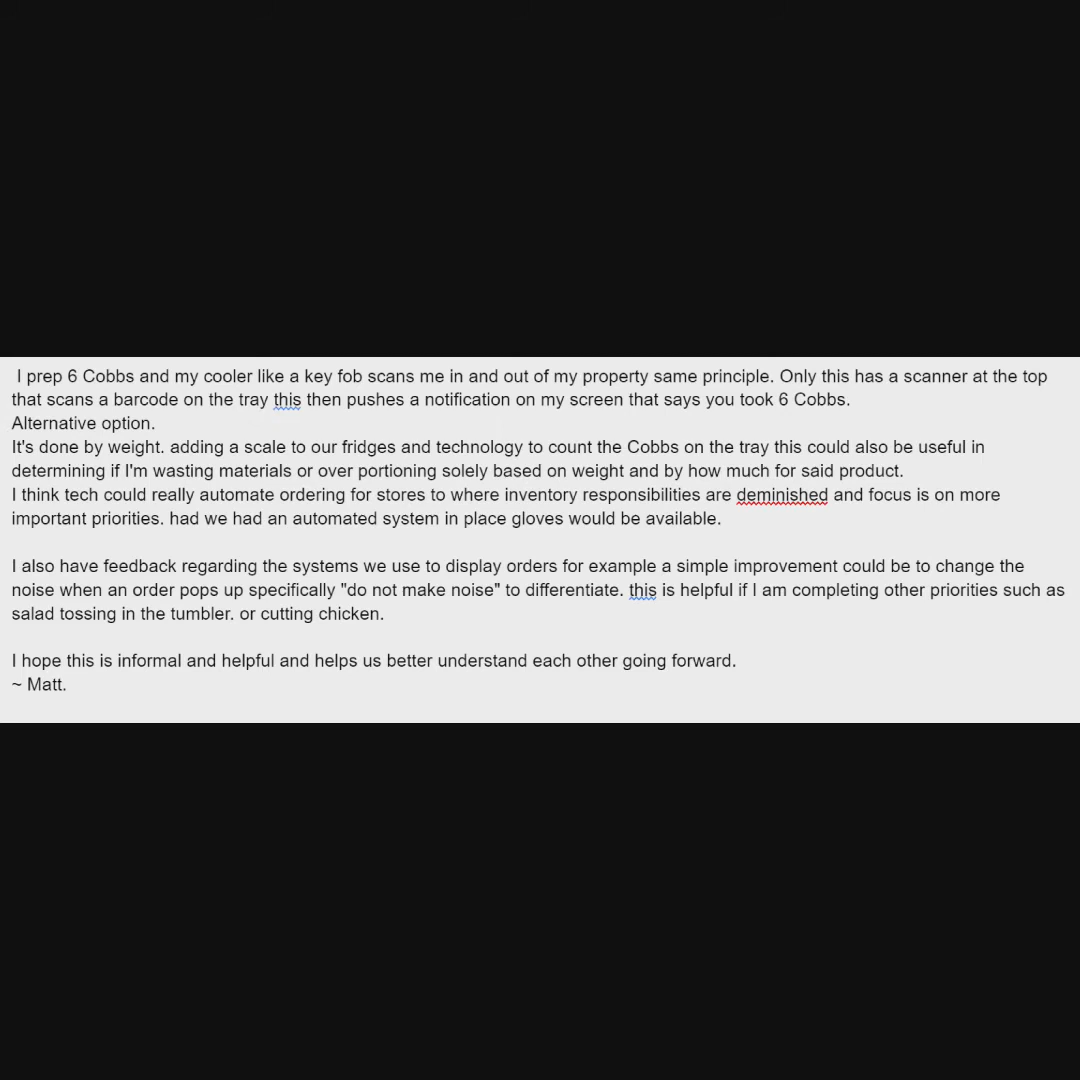 I prep 6 Cobbs and my cooler like a key fob scans me in and out of my property same principle. Only this has a scanner at the top
that scans a barcode on the tray this then pushes a notification on my screen that says you took 6 Cobbs.
Alternative option.
It's done by weight. adding a scale to our fridges and technology to count the Cobbs on the tray this could also be useful in
determining if I'm wasting materials or over portioning solely based on weight and by how much for said product.
I think tech could really automate ordering for stores to where inventory responsibilities are deminished and focus is on more
important priorities. had we had an automated system in place gloves would be available.
I also have feedback regarding the systems we use to display orders for example a simple improvement could be to change the
noise when an order pops up specifically "do not make noise" to differentiate. this is helpful if I am completing other priorities such as
salad tossing in the tumbler. or cutting chicken.
I hope this is informal and helpful and helps us better understand each other going forward.
~ Matt.